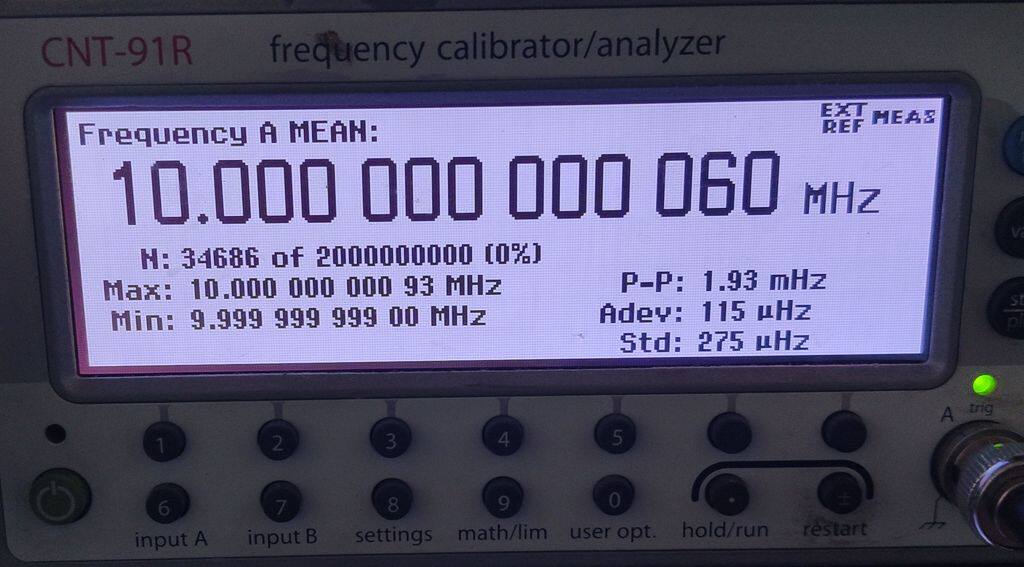 CNT-91R frequency calibrator/analyzer
EXT REF MEAS
Frequency A MEAN:
10.000 000 000 060 MHz
N: 34686 of 2000000000 (0%)
Max: 10.000 000 000 93 MHz P-P: 1.93 mHz
Min: 9.999 999 999 00 MHz Adev: 115 µHz
Std: 275 µHz
A trig
1 2 3 4 5
6 7 8 9 0 . ±
input A input B settings math/lim user opt. hold/run restart